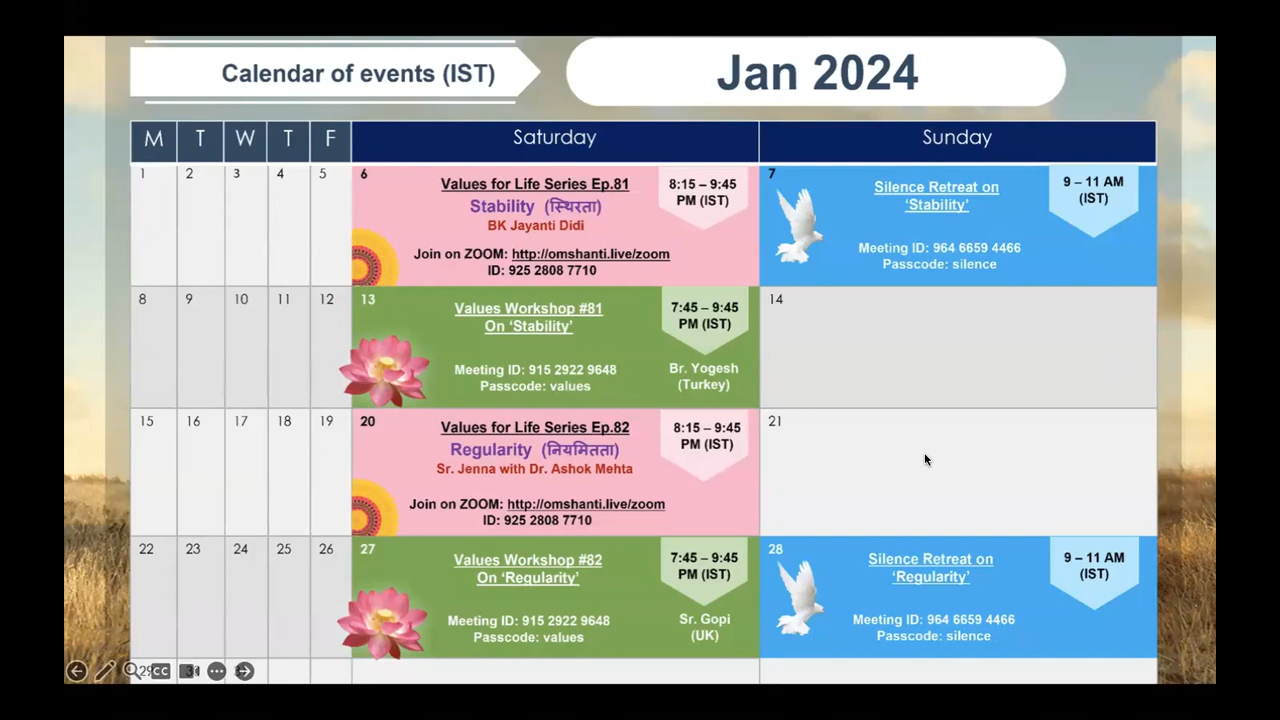 Calendar of events (IST)
Jan 2024
M T W T F Saturday Sunday
1 2 3 4 5
6
Values for Life Series Ep.81
Stability (स्थिरता)
BK Jayanti Didi
Join on ZOOM: http://omshanti.live/zoom
ID: 925 2808 7710
8:15 – 9:45
PM (IST)
7
Silence Retreat on
‘Stability’
Meeting ID: 964 6659 4466
Passcode: silence
9 – 11 AM
(IST)
8 9 10 11 12
13
Values Workshop #81
On ‘Stability’
Meeting ID: 915 2922 9648
Passcode: values
7:45 – 9:45
PM (IST)
Br. Yogesh
(Turkey)
14
15 16 17 18 19
20
Values for Life Series Ep.82
Regularity (नियमितता)
Sr. Jenna with Dr. Ashok Mehta
Join on ZOOM: http://omshanti.live/zoom
ID: 925 2808 7710
8:15 – 9:45
PM (IST)
21
22 23 24 25 26
27
Values Workshop #82
On ‘Regularity’
Meeting ID: 915 2922 9648
Passcode: values
7:45 – 9:45
PM (IST)
Sr. Gopi
(UK)
28
Silence Retreat on
‘Regularity’
Meeting ID: 964 6659 4466
Passcode: silence
9 – 11 AM
(IST)
29 CC